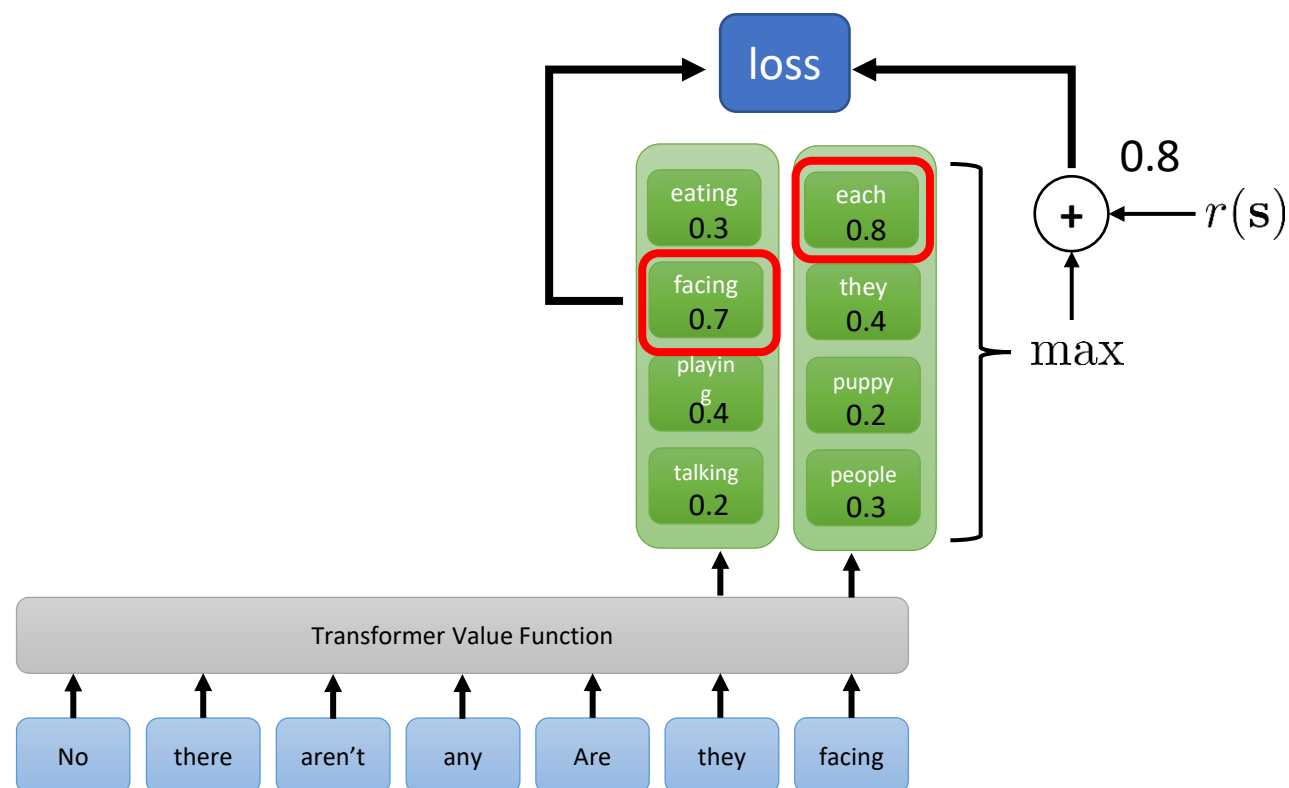 loss
0.8
+
r(s)
max
eating
0.3
facing
0.7
playin
g
0.4
talking
0.2
each
0.8
they
0.4
puppy
0.2
people
0.3
Transformer Value Function
No there aren’t any Are they facing